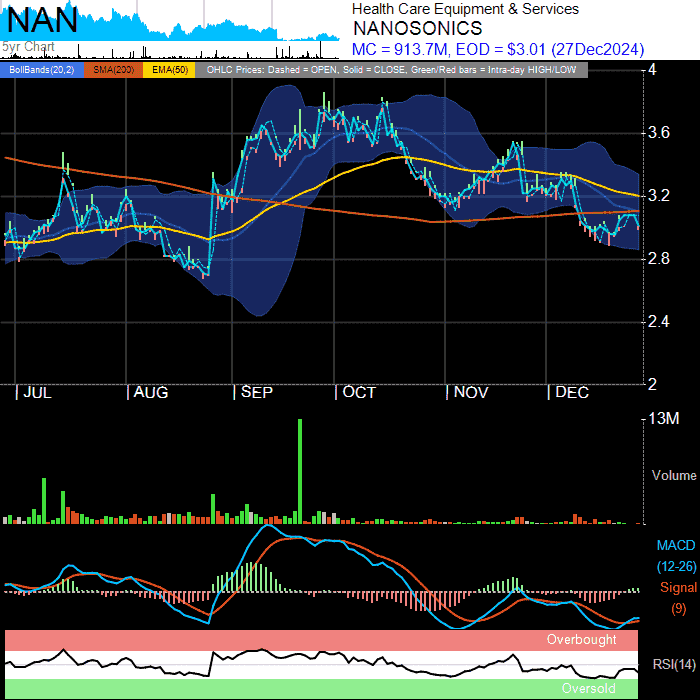 NAN
5yr Chart
Health Care Equipment & Services
NANOSONICS
MC = 913.7M, EOD = $3.01 (27Dec2024)
BollBands(20,2) SMA(200) EMA(50) OHLC Prices: Dashed = OPEN, Solid = CLOSE, Green/Red bars = Intra-day HIGH/LOW
4
3.6
3.2
2.8
2.4
2
JUL AUG SEP OCT NOV DEC
13M
Volume
MACD
(12-26)
Signal
(9)
Overbought
RSI(14)
Oversold